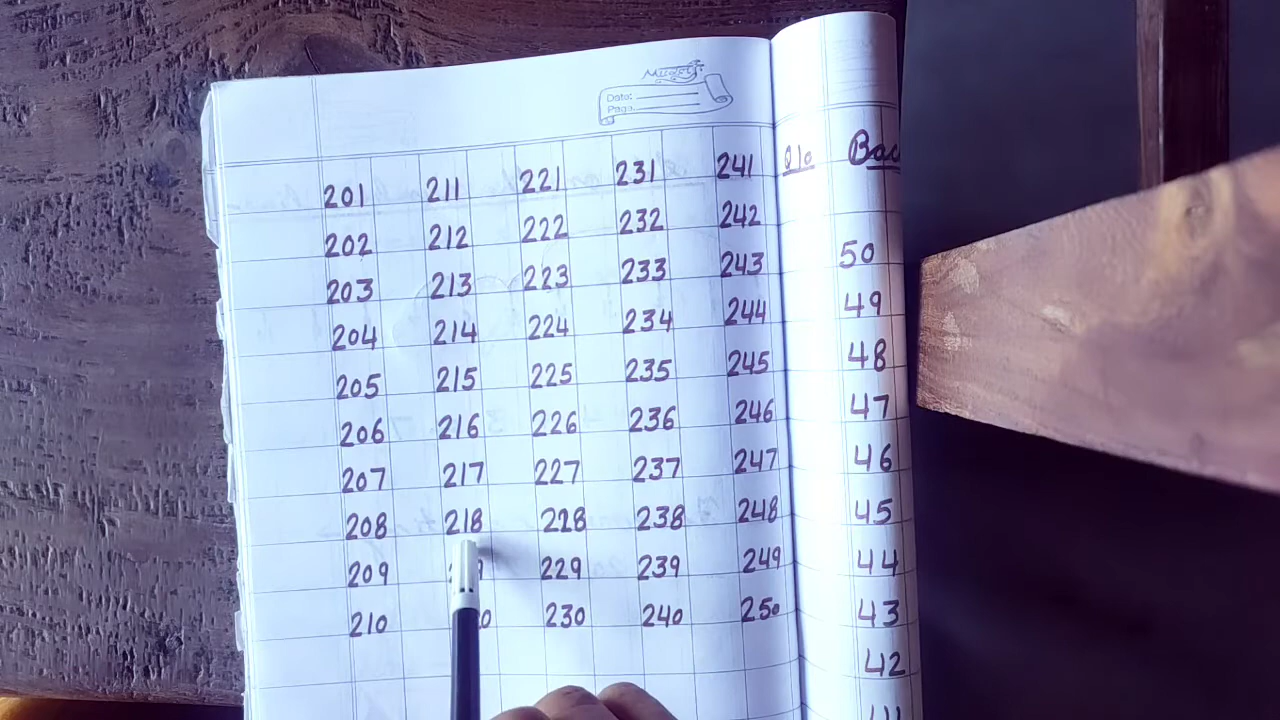 Date:
Page:
201 211 221 231 241
202 212 222 232 242
203 213 223 233 243
204 214 224 234 244
205 215 225 235 245
206 216 226 236 246
207 217 227 237 247
208 218 228 238 248
209 229 239 249
210 230 240 250
Q10
50
49
48
47
46
45
44
43
42